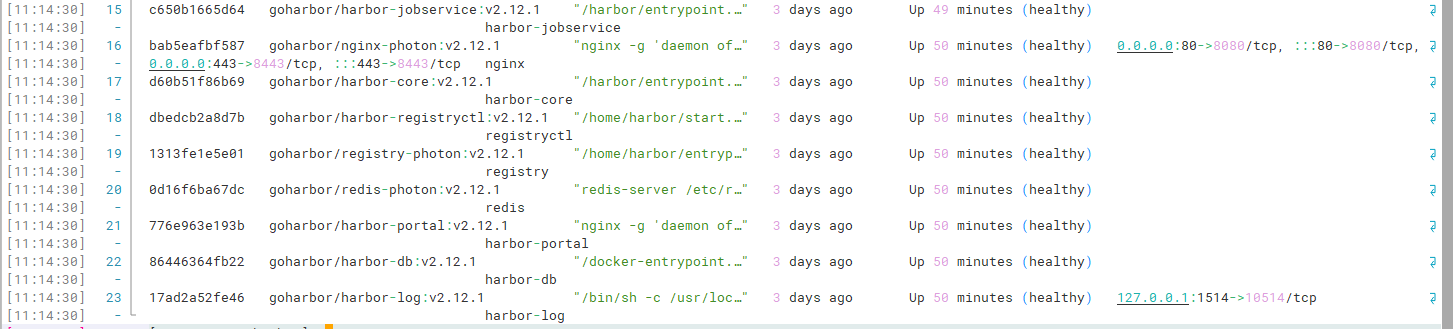 [11:14:30] 15 c650b1665d64 goharbor/harbor-jobservice:v2.12.1 "/harbor/entrypoint.…" 3 days ago Up 49 minutes (healthy)
[11:14:30] - harbor-jobservice
[11:14:30] 16 bab5eafbf587 goharbor/nginx-photon:v2.12.1 "nginx -g 'daemon of…" 3 days ago Up 50 minutes (healthy) 0.0.0.0:80->8080/tcp, :::80->8080/tcp,
[11:14:30] - 0.0.0.0:443->8443/tcp, :::443->8443/tcp nginx
[11:14:30] 17 d60b51f86b69 goharbor/harbor-core:v2.12.1 "/harbor/entrypoint.…" 3 days ago Up 50 minutes (healthy)
[11:14:30] - harbor-core
[11:14:30] 18 dbedcb2a8d7b goharbor/harbor-registryctl:v2.12.1 "/home/harbor/start.…" 3 days ago Up 50 minutes (healthy)
[11:14:30] - registryctl
[11:14:30] 19 1313fe1e5e01 goharbor/registry-photon:v2.12.1 "/home/harbor/entryp…" 3 days ago Up 50 minutes (healthy)
[11:14:30] - registry
[11:14:30] 20 0d16f6ba67dc goharbor/redis-photon:v2.12.1 "redis-server /etc/r…" 3 days ago Up 50 minutes (healthy)
[11:14:30] - redis
[11:14:30] 21 776e963e193b goharbor/harbor-portal:v2.12.1 "nginx -g 'daemon of…" 3 days ago Up 50 minutes (healthy)
[11:14:30] - harbor-portal
[11:14:30] 22 86446364fb22 goharbor/harbor-db:v2.12.1 "/docker-entrypoint.…" 3 days ago Up 50 minutes (healthy)
[11:14:30] - harbor-db
[11:14:30] 23 17ad2a52fe46 goharbor/harbor-log:v2.12.1 "/bin/sh -c /usr/loc…" 3 days ago Up 50 minutes (healthy) 127.0.0.1:1514->10514/tcp
[11:14:30] - harbor-log